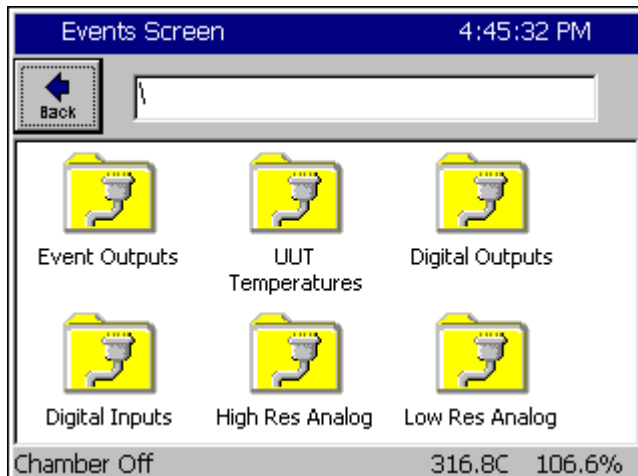 Events Screen 4:45:32 PM
Back
\
Event Outputs
UUT
Temperatures
Digital Outputs
Digital Inputs
High Res Analog
Low Res Analog
Chamber Off 316.8C 106.6%